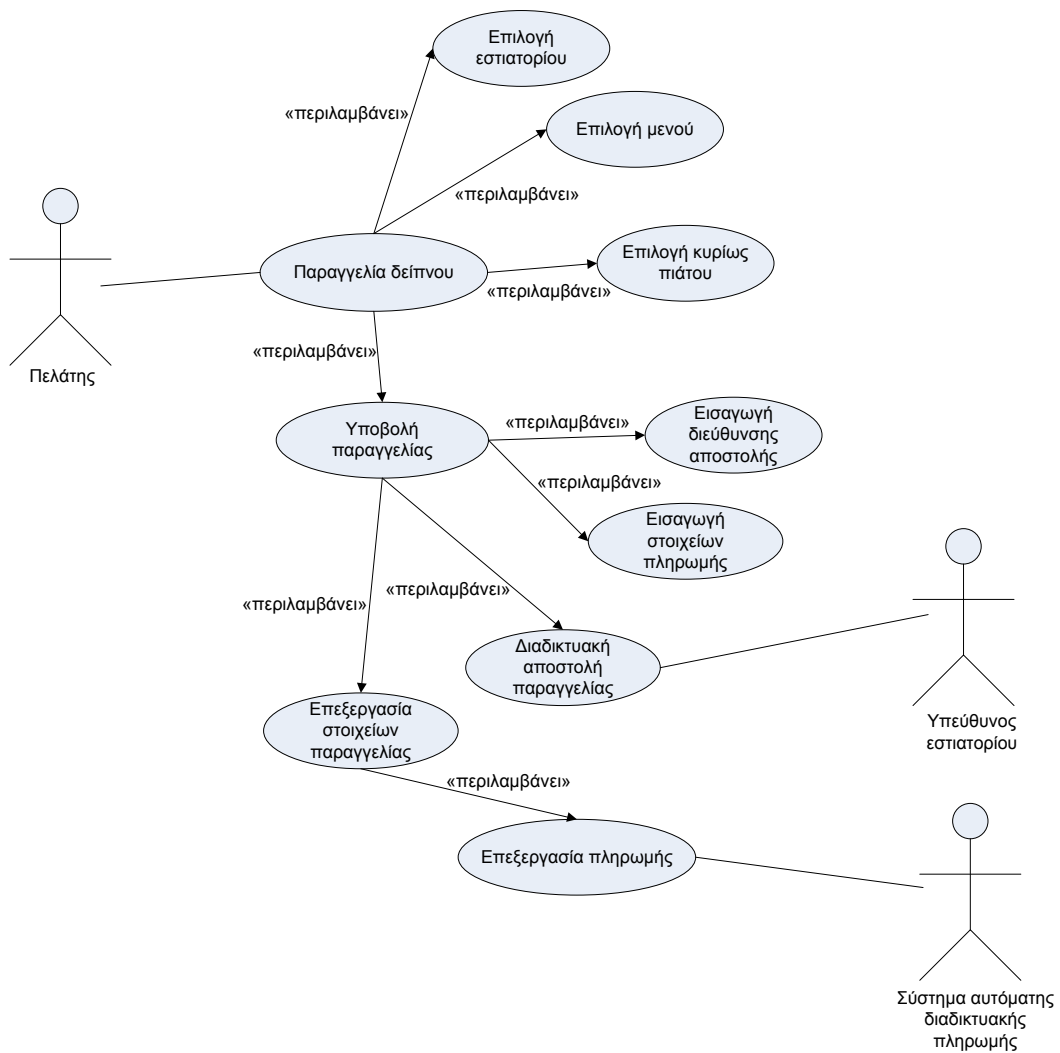 Επιλογή
εστιατορίου
«περιλαμβάνει»
Επιλογή μενού
«περιλαμβάνει»
Παραγγελία δείπνου
Επιλογή κυρίως
πιάτου
«περιλαμβάνει»
«περιλαμβάνει»
Πελάτης
Υποβολή
παραγγελίας
«περιλαμβάνει»
Εισαγωγή
διεύθυνσης
αποστολής
«περιλαμβάνει»
Εισαγωγή
στοιχείων
πληρωμής
«περιλαμβάνει»
«περιλαμβάνει»
Διαδικτυακή
αποστολή
παραγγελίας
Επεξεργασία
στοιχείων
παραγγελίας
Υπεύθυνος
εστιατορίου
«περιλαμβάνει»
Επεξεργασία πληρωμής
Σύστημα αυτόματης
διαδικτυακής
πληρωμής